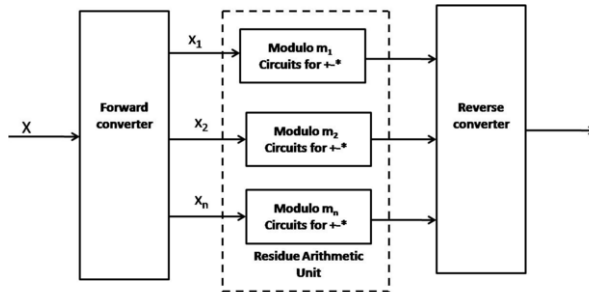 X
Forward
converter
x₁
x₂
xₙ
Modulo m₁
Circuits for +-*
Modulo m₂
Circuits for +-*
Modulo mₙ
Circuits for +-*
Residue Arithmetic
Unit
Reverse
converter